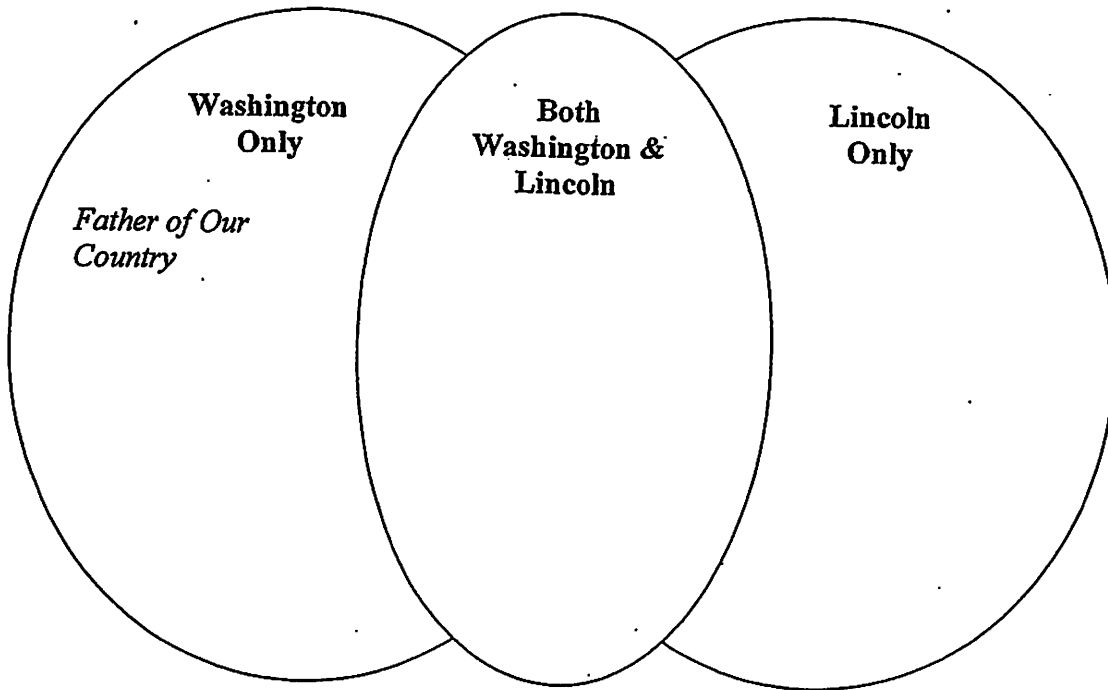 Washington
Only
Father of Our
Country
Both
Washington &
Lincoln
Lincoln
Only